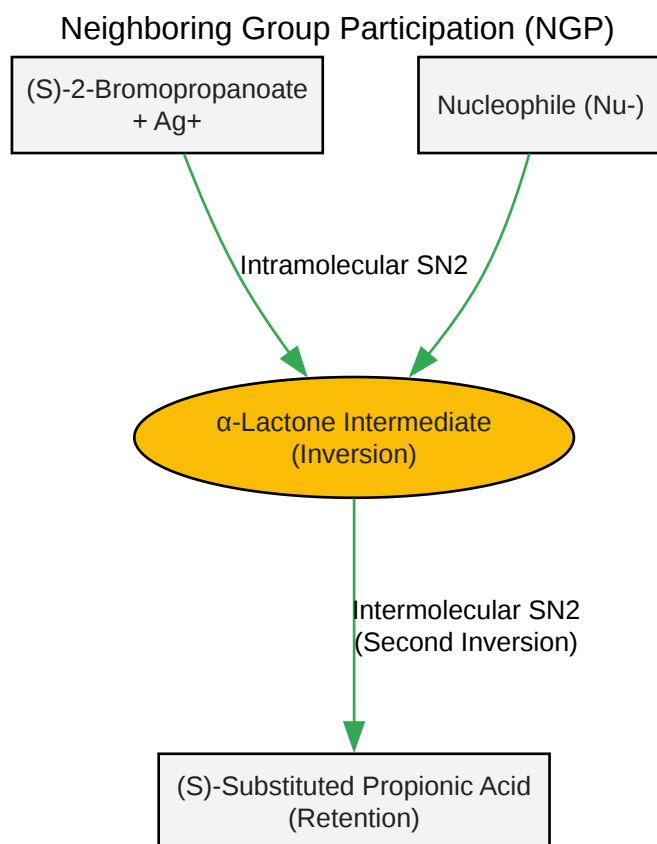 Neighboring Group Participation (NGP)
(S)-2-Bromopropanoate
+ Ag+
Nucleophile (Nu-)
Intramolecular SN2
α-Lactone Intermediate
(Inversion)
Intermolecular SN2
(Second Inversion)
(S)-Substituted Propionic Acid
(Retention)